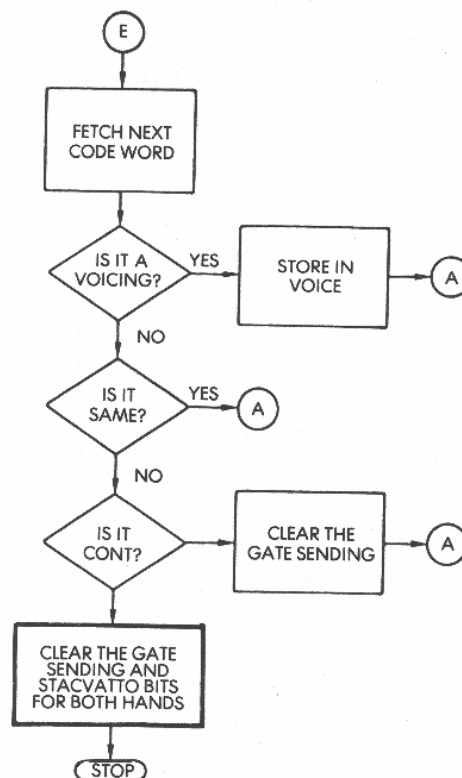 E
FETCH NEXT
CODE WORD
IS IT A
VOICING?
YES
STORE IN
VOICE
A
NO
IS IT
SAME?
YES
A
NO
IS IT
CONT?
CLEAR THE
GATE SENDING
A
CLEAR THE GATE
SENDING AND
STACVATTO BITS
FOR BOTH HANDS
STOP